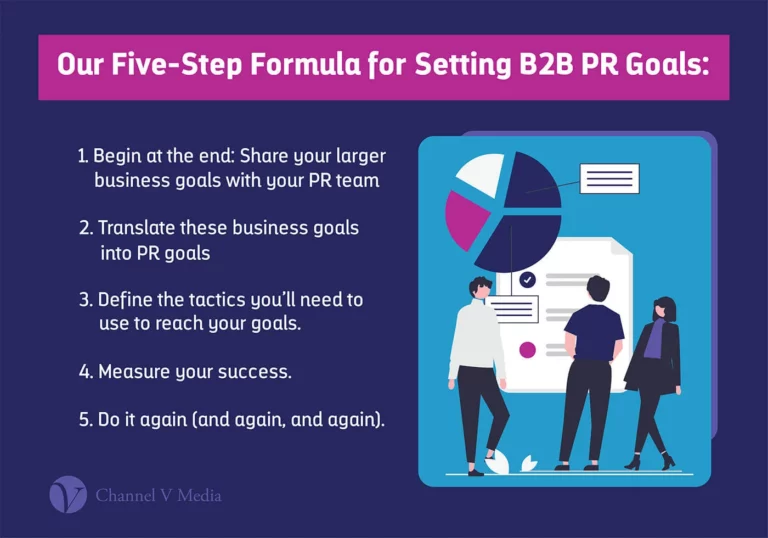 Our Five-Step Formula for Setting B2B PR Goals:
1. Begin at the end: Share your larger
business goals with your PR team
2. Translate these business goals
into PR goals
3. Define the tactics you'll need to
use to reach your goals.
4. Measure your success.
5. Do it again (and again, and again).
V Channel V Media